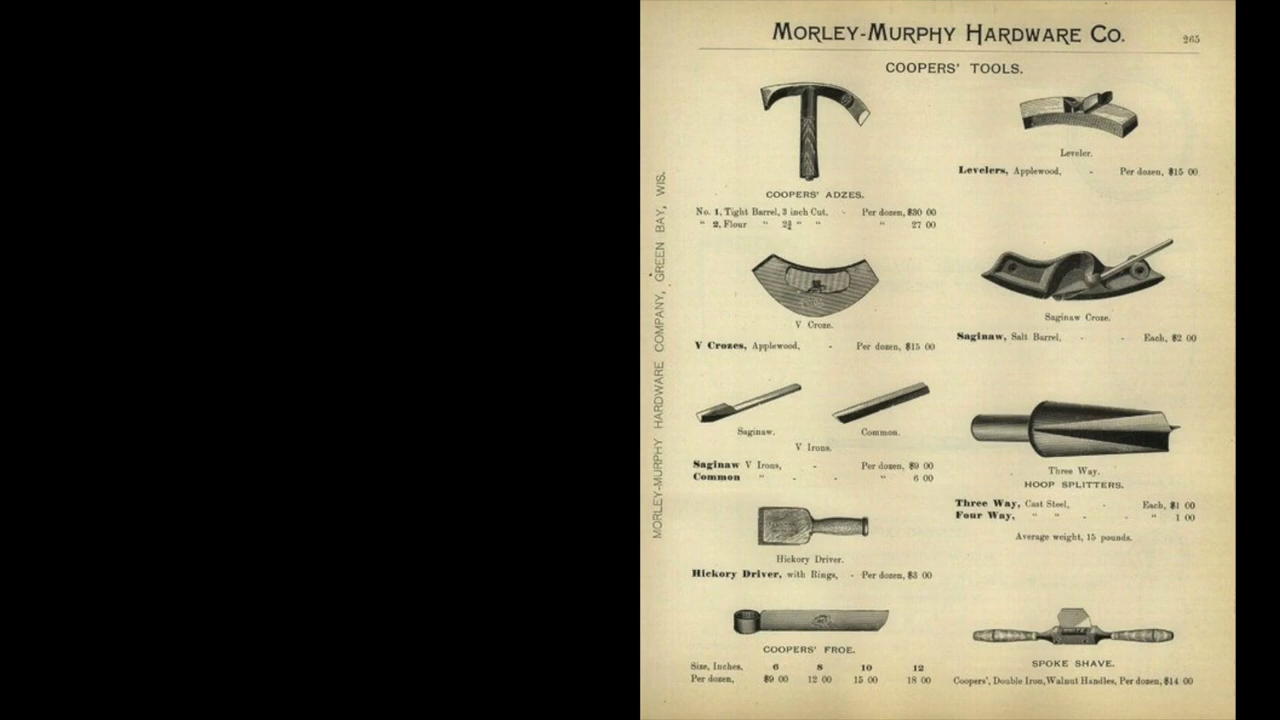 MORLEY-MURPHY HARDWARE CO.
265
COOPERS' TOOLS.
MORLEY-MURPHY HARDWARE COMPANY, GREEN BAY, WIS.
COOPERS' ADZES.
No. 1, Tight Barrel, 3 inch Cut, - Per dozen, $30 00
" 2, Flour " 2¾ " " " 27 00
V Croze.
V Crozes, Applewood, - Per dozen, $15 00
Saginaw. Common.
V Irons.
Saginaw V Irons, - Per dozen, $9 00
Common " - - " 6 00
Hickory Driver.
Hickory Driver, with Rings, - Per dozen, $3 00
COOPERS' FROE.
Size, Inches, 6 8 10 12
Per dozen, $9 00 12 00 15 00 18 00
Leveler.
Levelers, Applewood, - Per dozen, $15 00
Saginaw Croze.
Saginaw, Salt Barrel, - - Each, $2 00
Three Way.
HOOP SPLITTERS.
Three Way, Cast Steel, - Each, $1 00
Four Way, " " - - " 1 00
Average weight, 15 pounds.
SPOKE SHAVE.
Coopers', Double Iron, Walnut Handles, Per dozen, $14 00